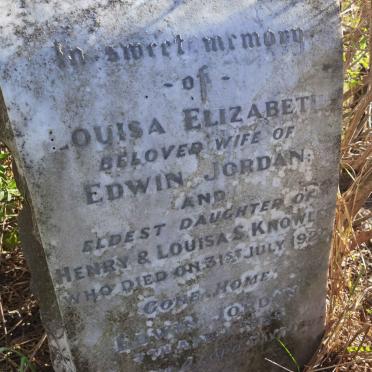 In sweet memory
- of -
LOUISA ELIZABETH
BELOVED WIFE OF
EDWIN JORDAN
AND
ELDEST DAUGHTER OF
HENRY & LOUISA S. KNOWL
WHO DIED ON 31ST JULY 19
GONE HOME.
EDWIN JORDAN